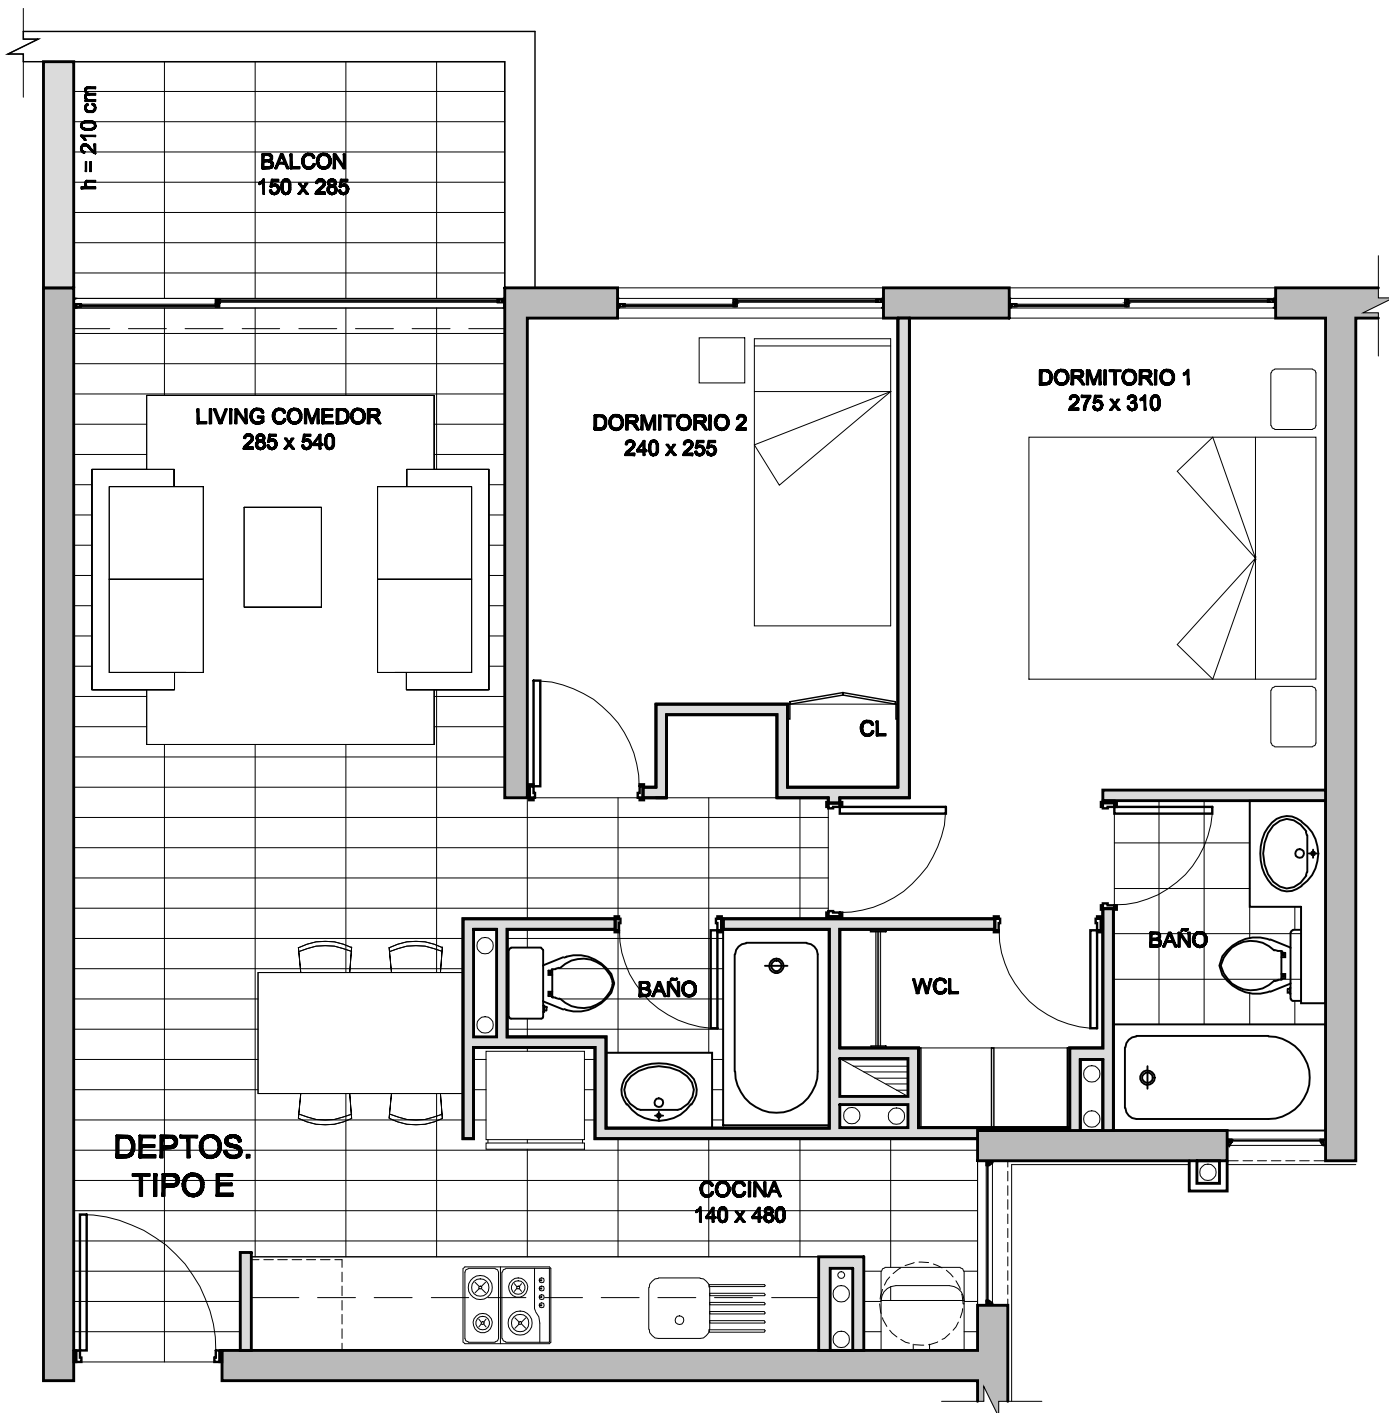 h = 210 cm
BALCON
150 x 285
LIVING COMEDOR
285 x 540
DORMITORIO 2
240 x 255
DORMITORIO 1
275 x 310
CL
BAÑO
WCL
BAÑO
DEPTOS.
TIPO E
COCINA
140 x 480